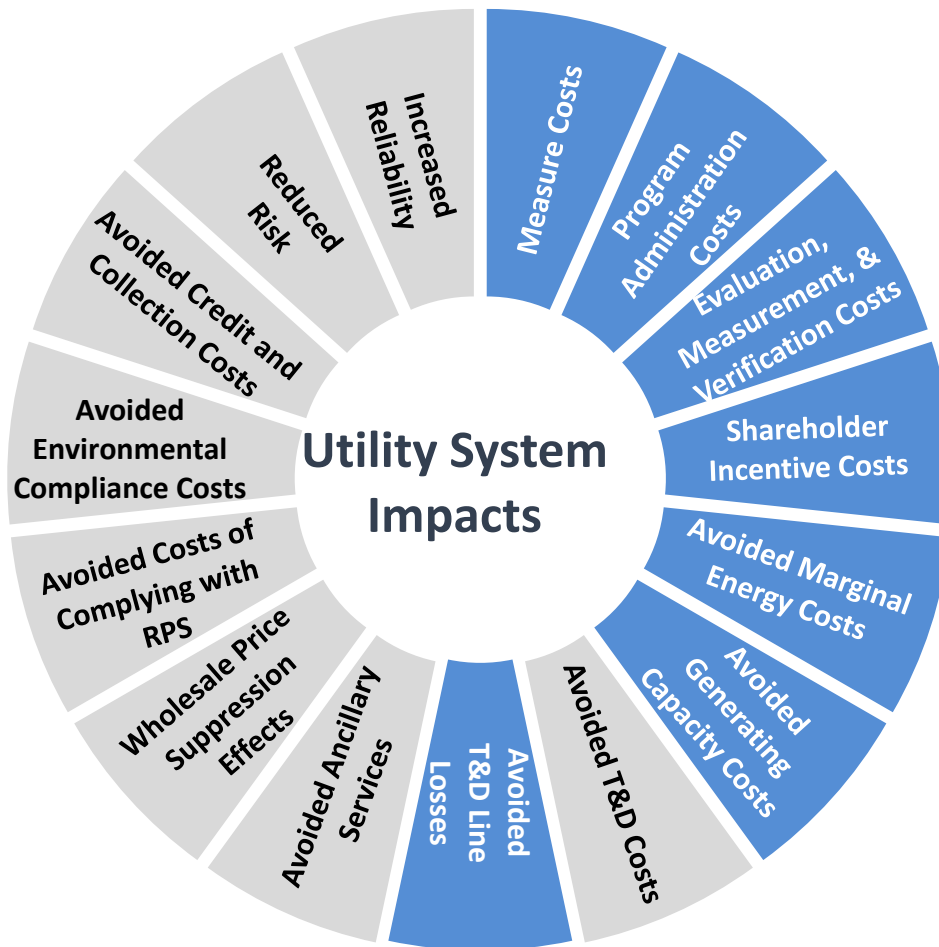 Measure Costs
Program
Administration
Costs
Evaluation,
Measurement, &
Verification Costs
Shareholder
Incentive Costs
Avoided Marginal
Energy Costs
Avoided
Generating
Capacity Costs
Avoided T&D Costs
Avoided
T&D Line
Losses
Avoided Ancillary
Services
Wholesale Price
Suppression
Effects
Avoided Costs of
Complying with
RPS
Avoided
Environmental
Compliance Costs
Avoided Credit and
Collection Costs
Reduced
Risk
Increased
Reliability
Utility System
Impacts